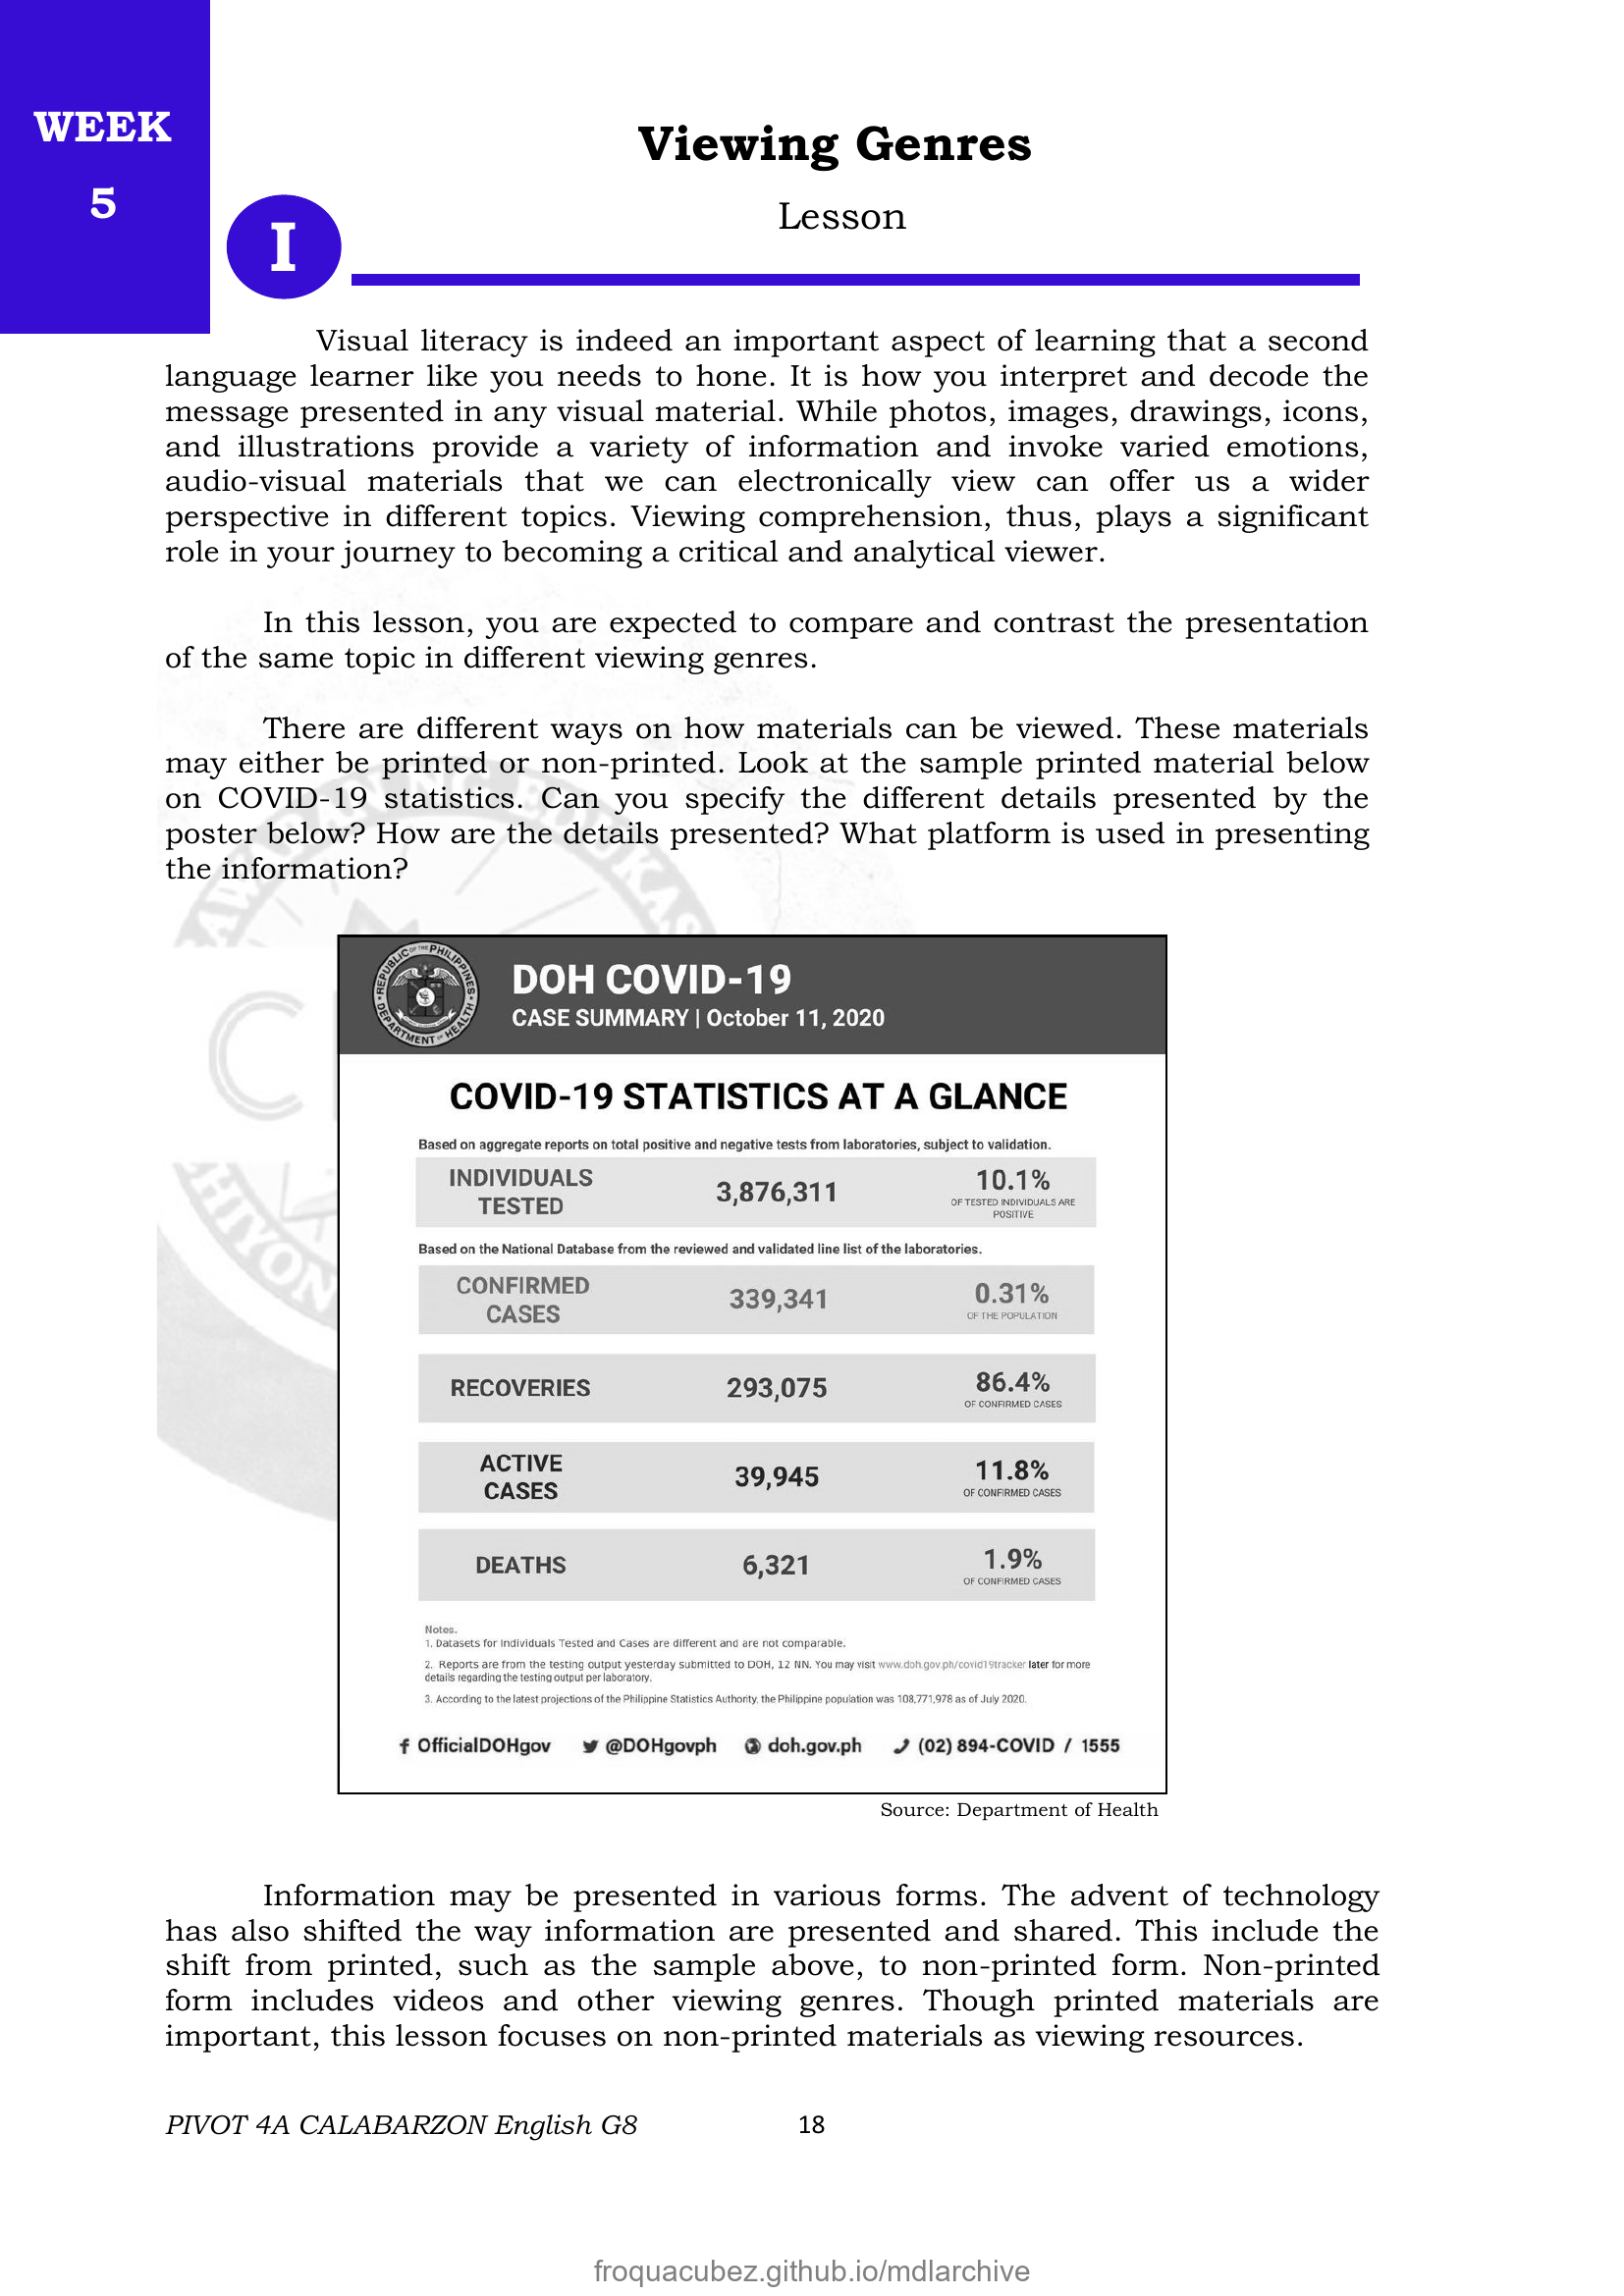 WEEK
5
I
Viewing Genres
Lesson
Visual literacy is indeed an important aspect of learning that a second
language learner like you needs to hone. It is how you interpret and decode the
message presented in any visual material. While photos, images, drawings, icons,
and illustrations provide a variety of information and invoke varied emotions,
audio-visual materials that we can electronically view can offer us a wider
perspective in different topics. Viewing comprehension, thus, plays a significant
role in your journey to becoming a critical and analytical viewer.
In this lesson, you are expected to compare and contrast the presentation
of the same topic in different viewing genres.
There are different ways on how materials can be viewed. These materials
may either be printed or non-printed. Look at the sample printed material below
on COVID-19 statistics. Can you specify the different details presented by the
poster below? How are the details presented? What platform is used in presenting
the information?
REPUBLIC OF THE PHILIPPINES
DEPARTMENT OF HEALTH
DOH COVID-19
CASE SUMMARY | October 11, 2020
COVID-19 STATISTICS AT A GLANCE
Based on aggregate reports on total positive and negative tests from laboratories, subject to validation.
INDIVIDUALS
TESTED
3,876,311
10.1%
OF TESTED INDIVIDUALS ARE
POSITIVE
Based on the National Database from the reviewed and validated line list of the laboratories.
CONFIRMED
CASES
339,341
0.31%
OF THE POPULATION
RECOVERIES
293,075
86.4%
OF CONFIRMED CASES
ACTIVE
CASES
39,945
11.8%
OF CONFIRMED CASES
DEATHS
6,321
1.9%
OF CONFIRMED CASES
Notes.
1. Datasets for Individuals Tested and Cases are different and are not comparable.
2. Reports are from the testing output yesterday submitted to DOH, 12 NN. You may visit www.doh.gov.ph/covid19tracker later for more
details regarding the testing output per laboratory.
3. According to the latest projections of the Philippine Statistics Authority, the Philippine population was 108,771,978 as of July 2020.
OfficialDOHgov @DOHgovph doh.gov.ph (02) 894-COVID / 1555
Source: Department of Health
Information may be presented in various forms. The advent of technology
has also shifted the way information are presented and shared. This include the
shift from printed, such as the sample above, to non-printed form. Non-printed
form includes videos and other viewing genres. Though printed materials are
important, this lesson focuses on non-printed materials as viewing resources.
PIVOT 4A CALABARZON English G8
18
froquacubez.github.io/mdlarchive